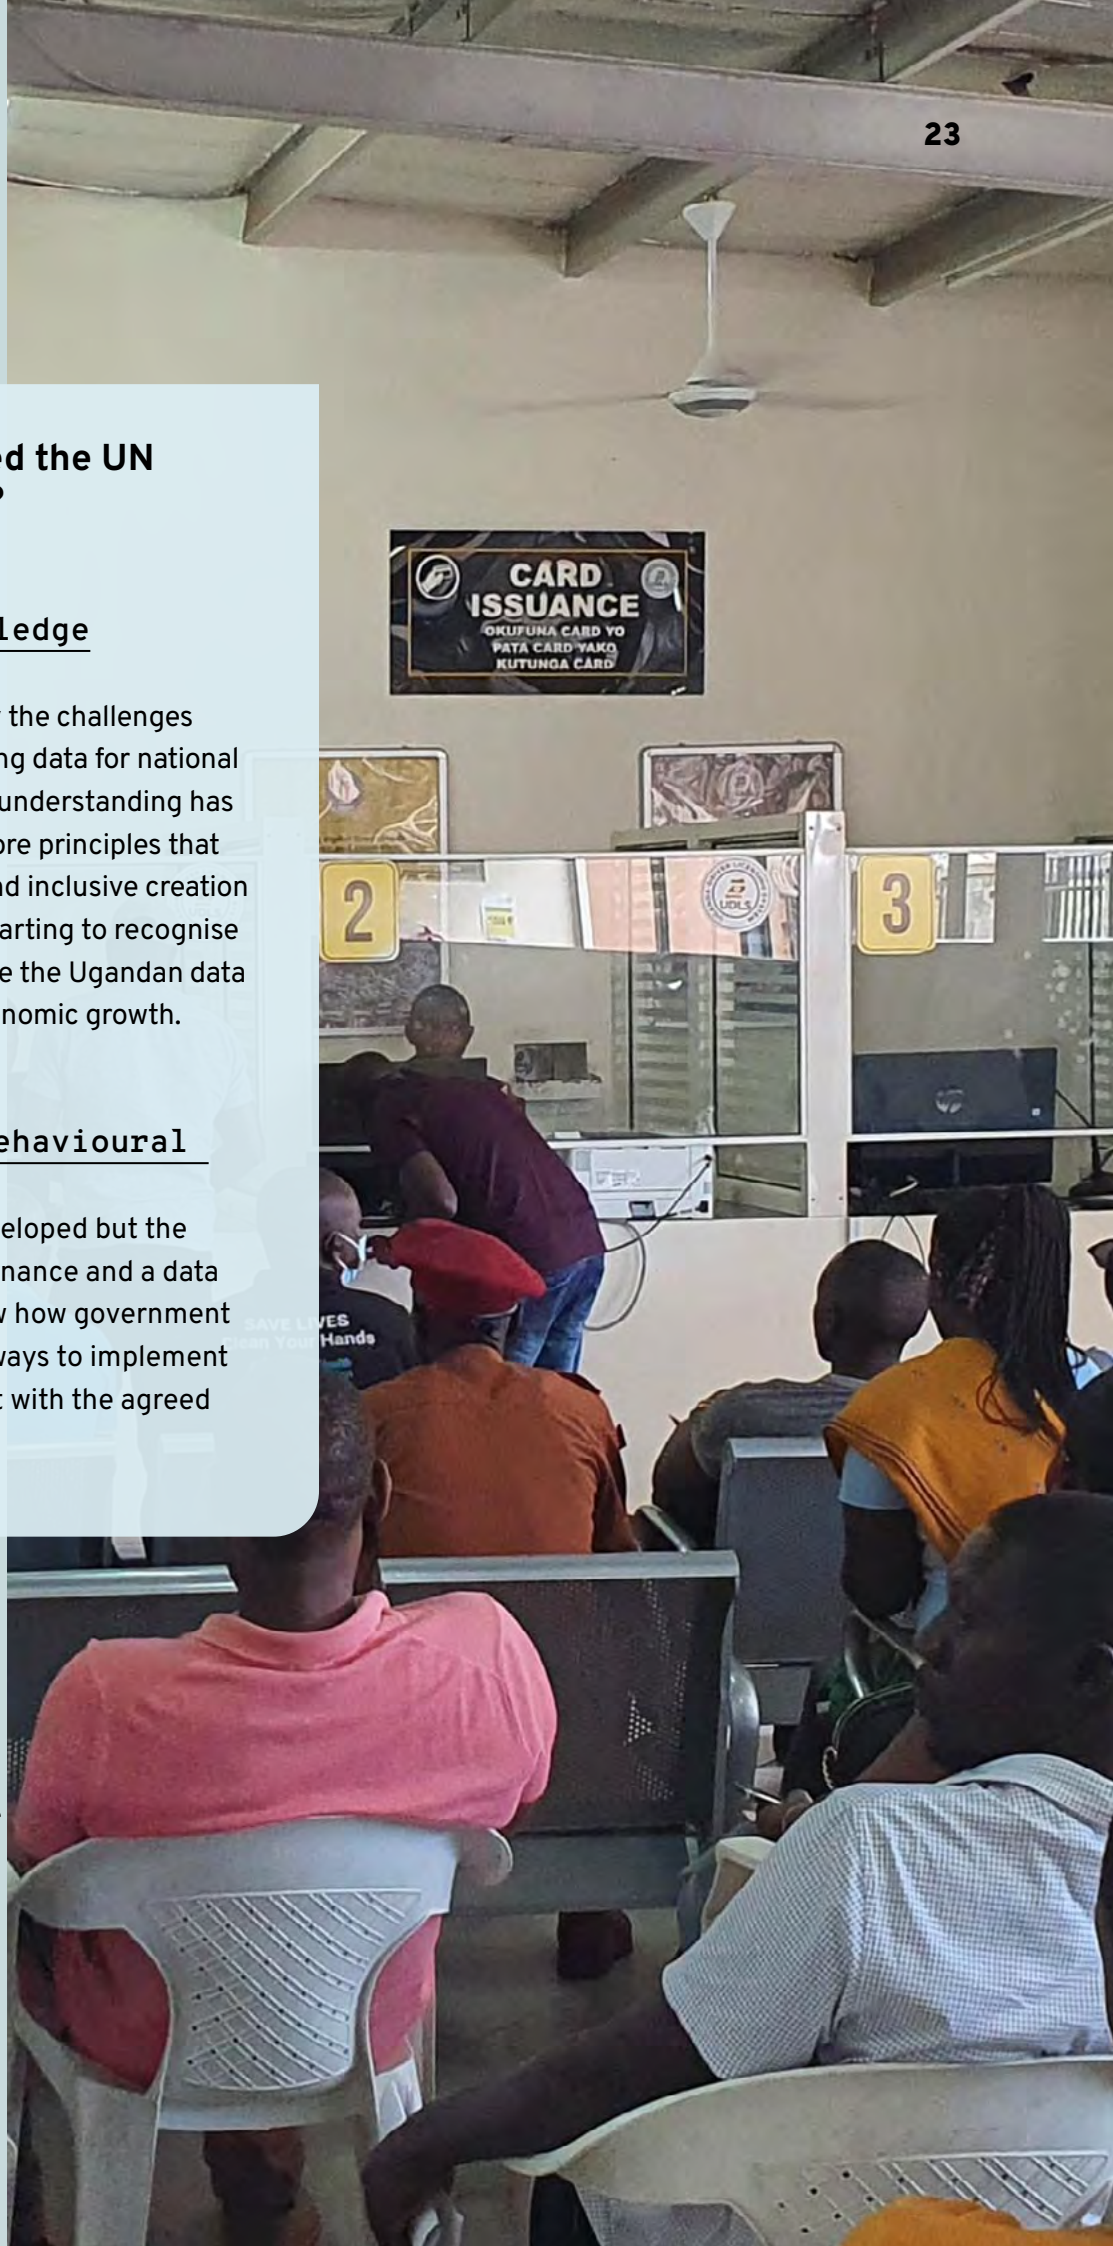 23
ed the UN
?
ledge
the challenges
ng data for national
understanding has
ore principles that
nd inclusive creation
arting to recognise
e the Ugandan data
nomic growth.
ehavioural
eloped but the
nance and a data
w how government
ways to implement
t with the agreed
CARD
ISSUANCE
OKUFUNA CARD YO
PATA CARD YAKO
KUTUNGA CARD
2
UDLS
3
SAVE LIVES
Clean Your Hands